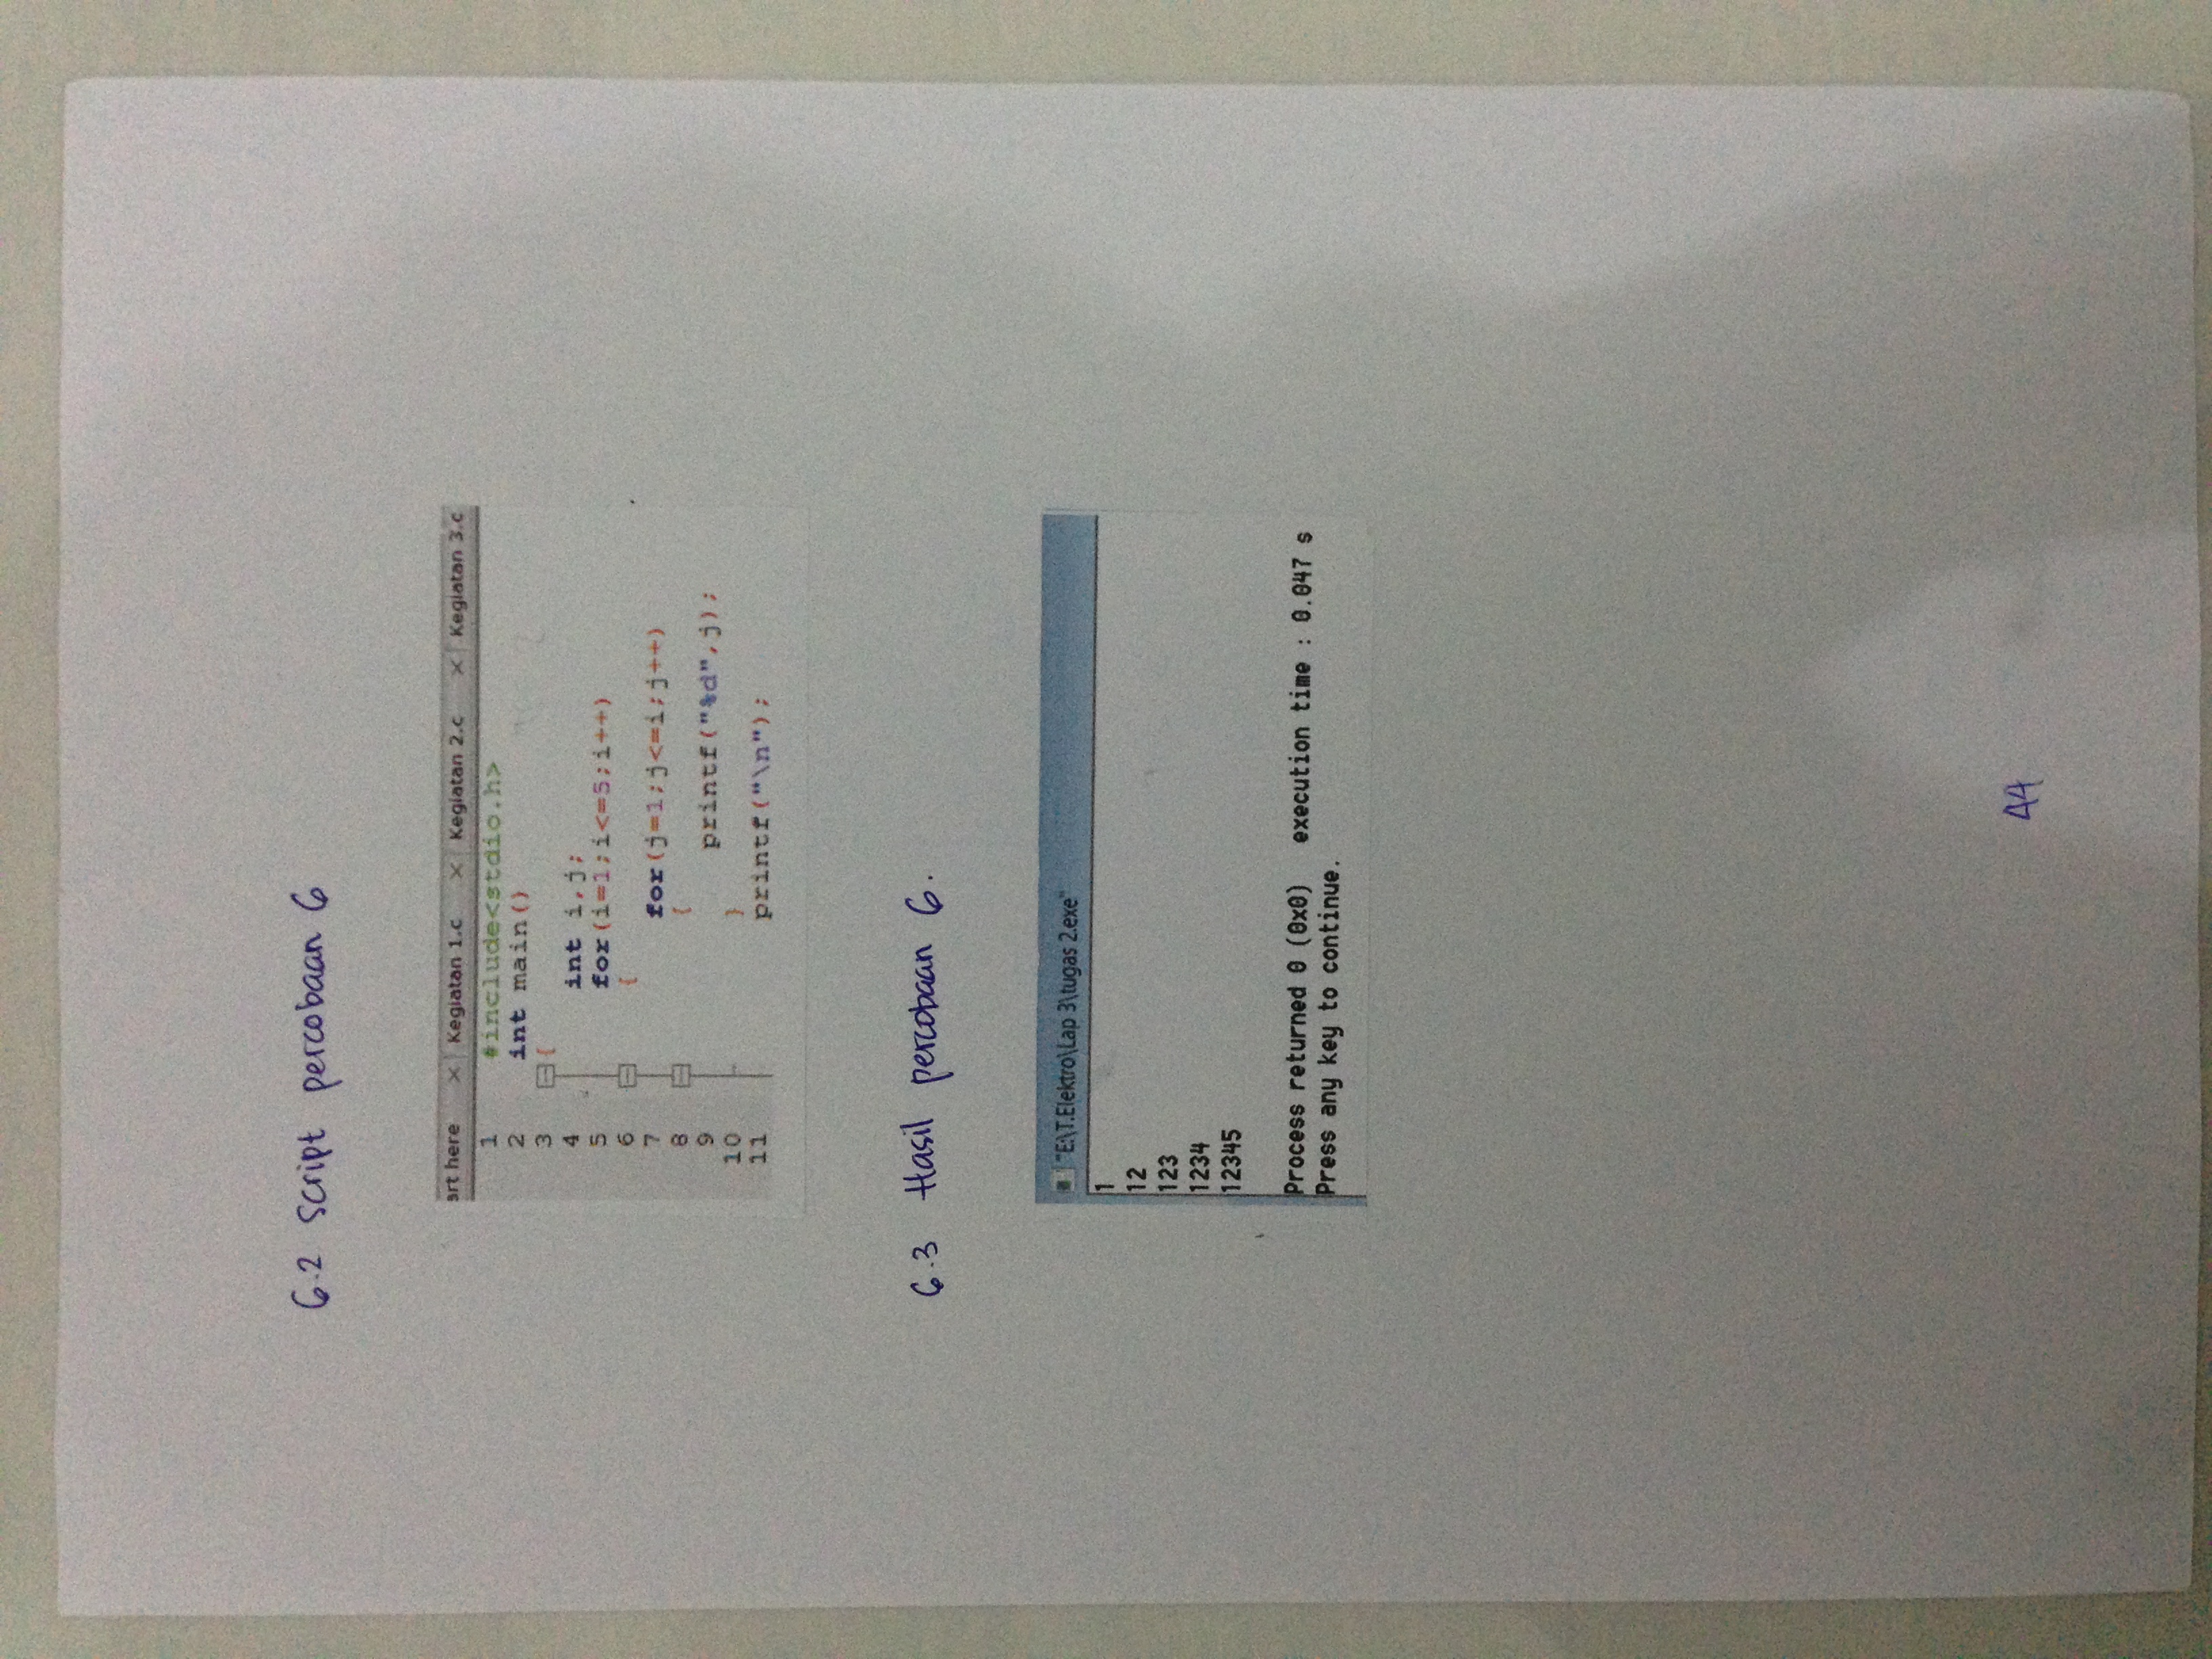 6.2 Script percobaan 6
art here × Kegiatan 1.c × Kegiatan 2.c × Kegiatan 3.c
1 #include<stdio.h>
2 int main()
3 {
4 int i,j;
5 for(i=1;i<=5;i++)
6 {
7 for(j=1;j<=i;j++)
8 {
9 printf("%d",j);
10 }
11 printf("\n");
6.3 Hasil percobaan 6.
"E:\T.Elektro\Lap 3\tugas 2.exe"
1
12
123
1234
12345
Process returned 0 (0x0) execution time : 0.047 s
Press any key to continue.
44